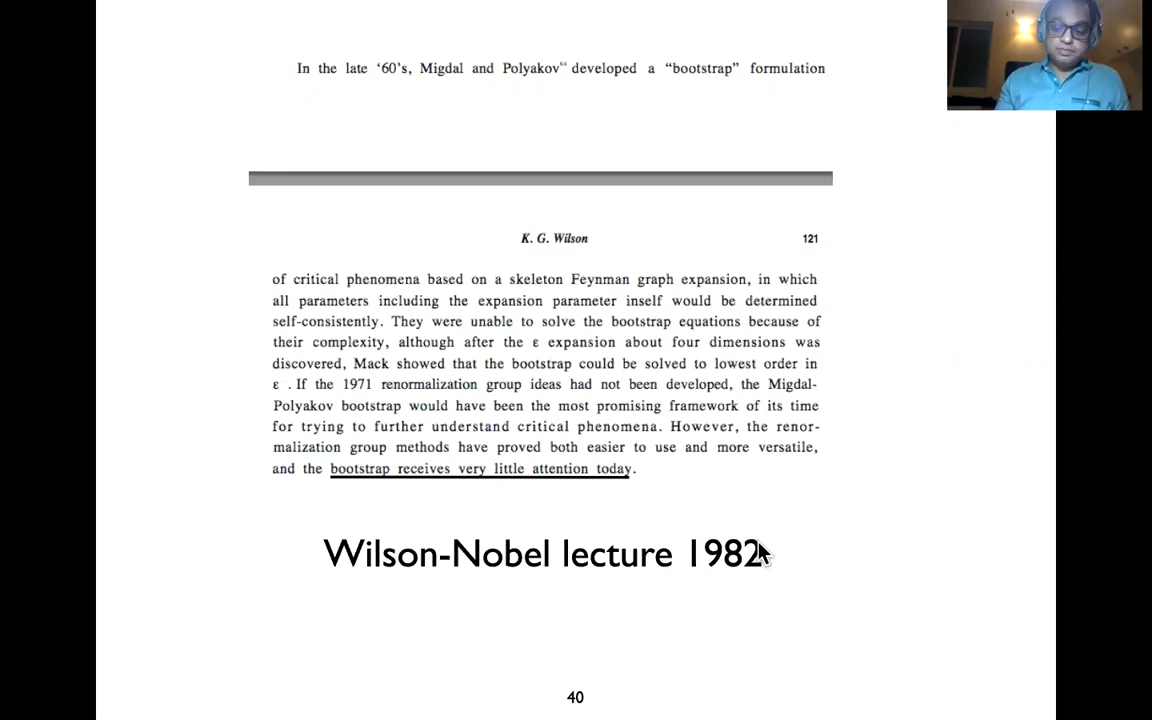 In the late ‘60’s, Migdal and Polyakov⁶⁴ developed a “bootstrap” formulation
K. G. Wilson 121
of critical phenomena based on a skeleton Feynman graph expansion, in which
all parameters including the expansion parameter inself would be determined
self-consistently. They were unable to solve the bootstrap equations because of
their complexity, although after the ε expansion about four dimensions was
discovered, Mack showed that the bootstrap could be solved to lowest order in
ε . If the 1971 renormalization group ideas had not been developed, the Migdal-
Polyakov bootstrap would have been the most promising framework of its time
for trying to further understand critical phenomena. However, the renor-
malization group methods have proved both easier to use and more versatile,
and the bootstrap receives very little attention today.
Wilson-Nobel lecture 1982
40